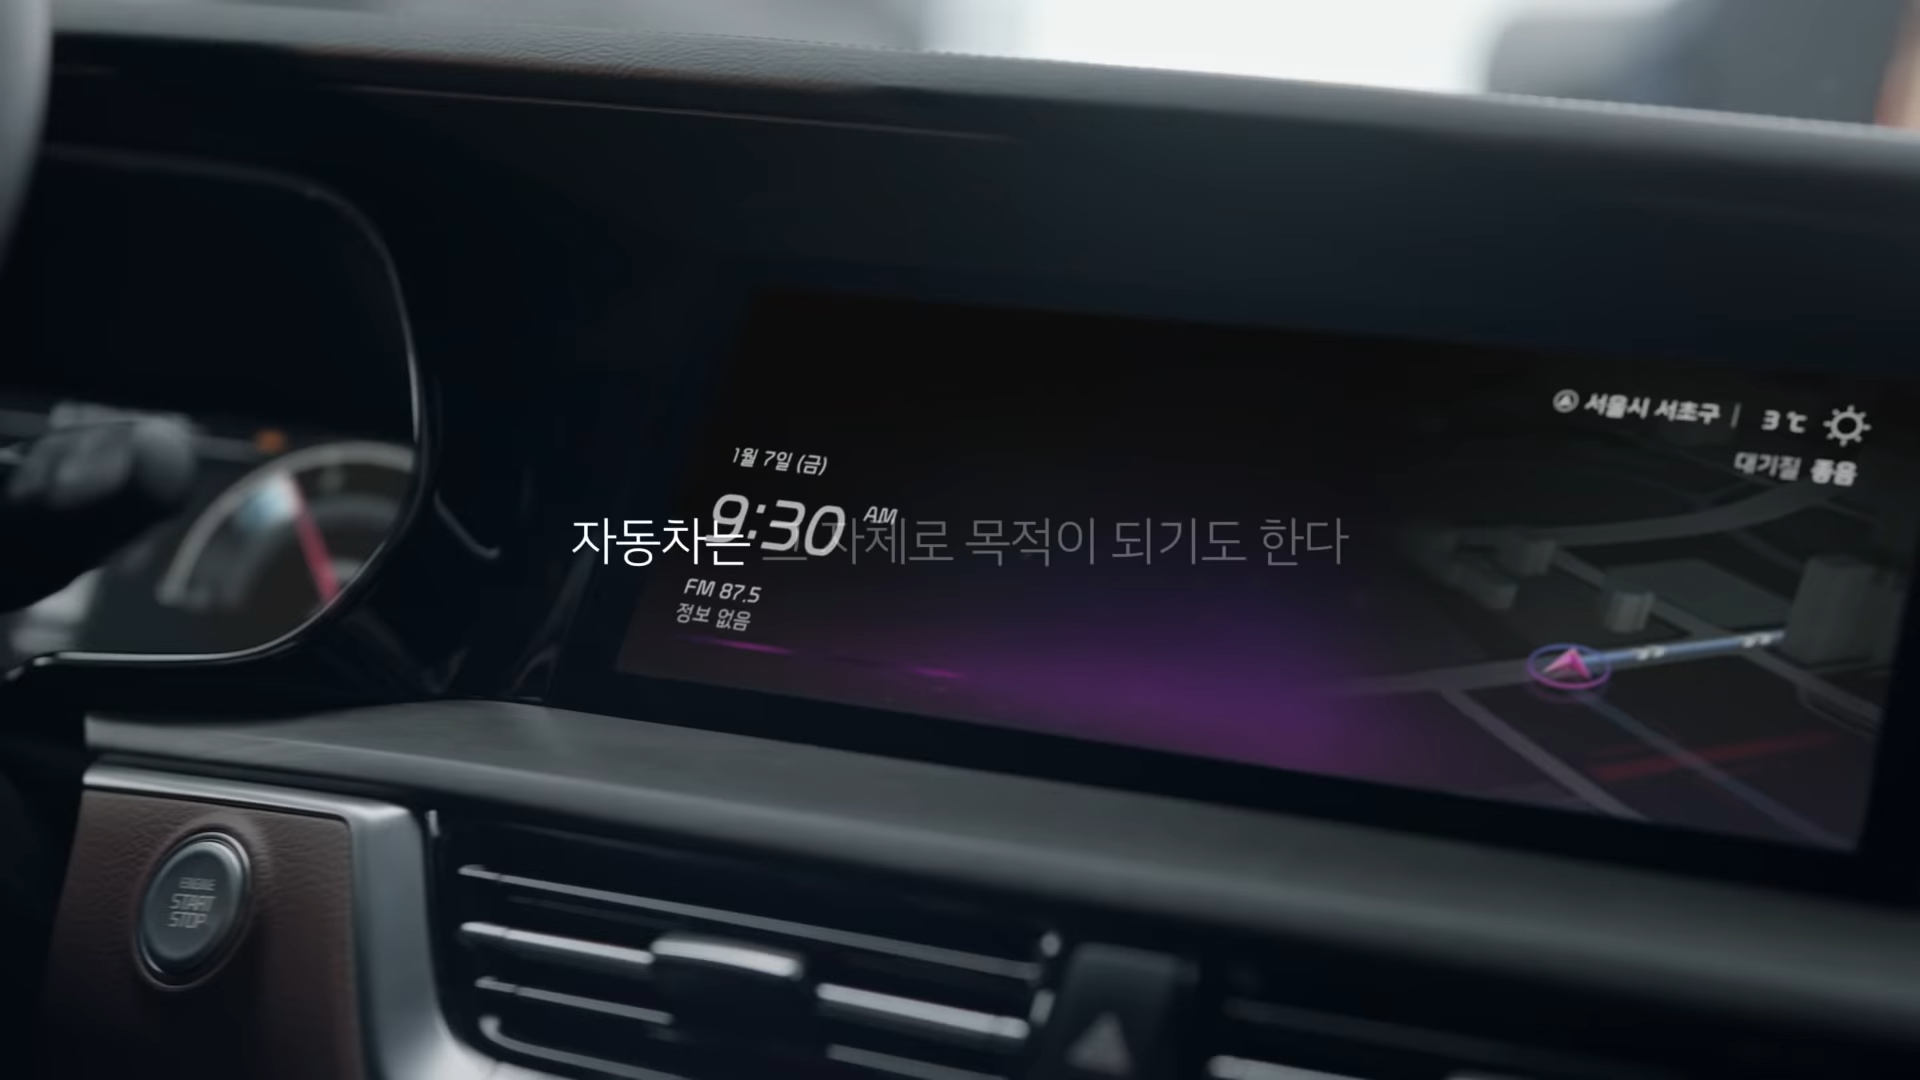 서울시 서초구 | 3℃
대기질 좋음
1월 7일 (금)
9:30 AM
자동차는 그 자체로 목적이 되기도 한다
FM 87.5
정보 없음
ENGINE
START
STOP